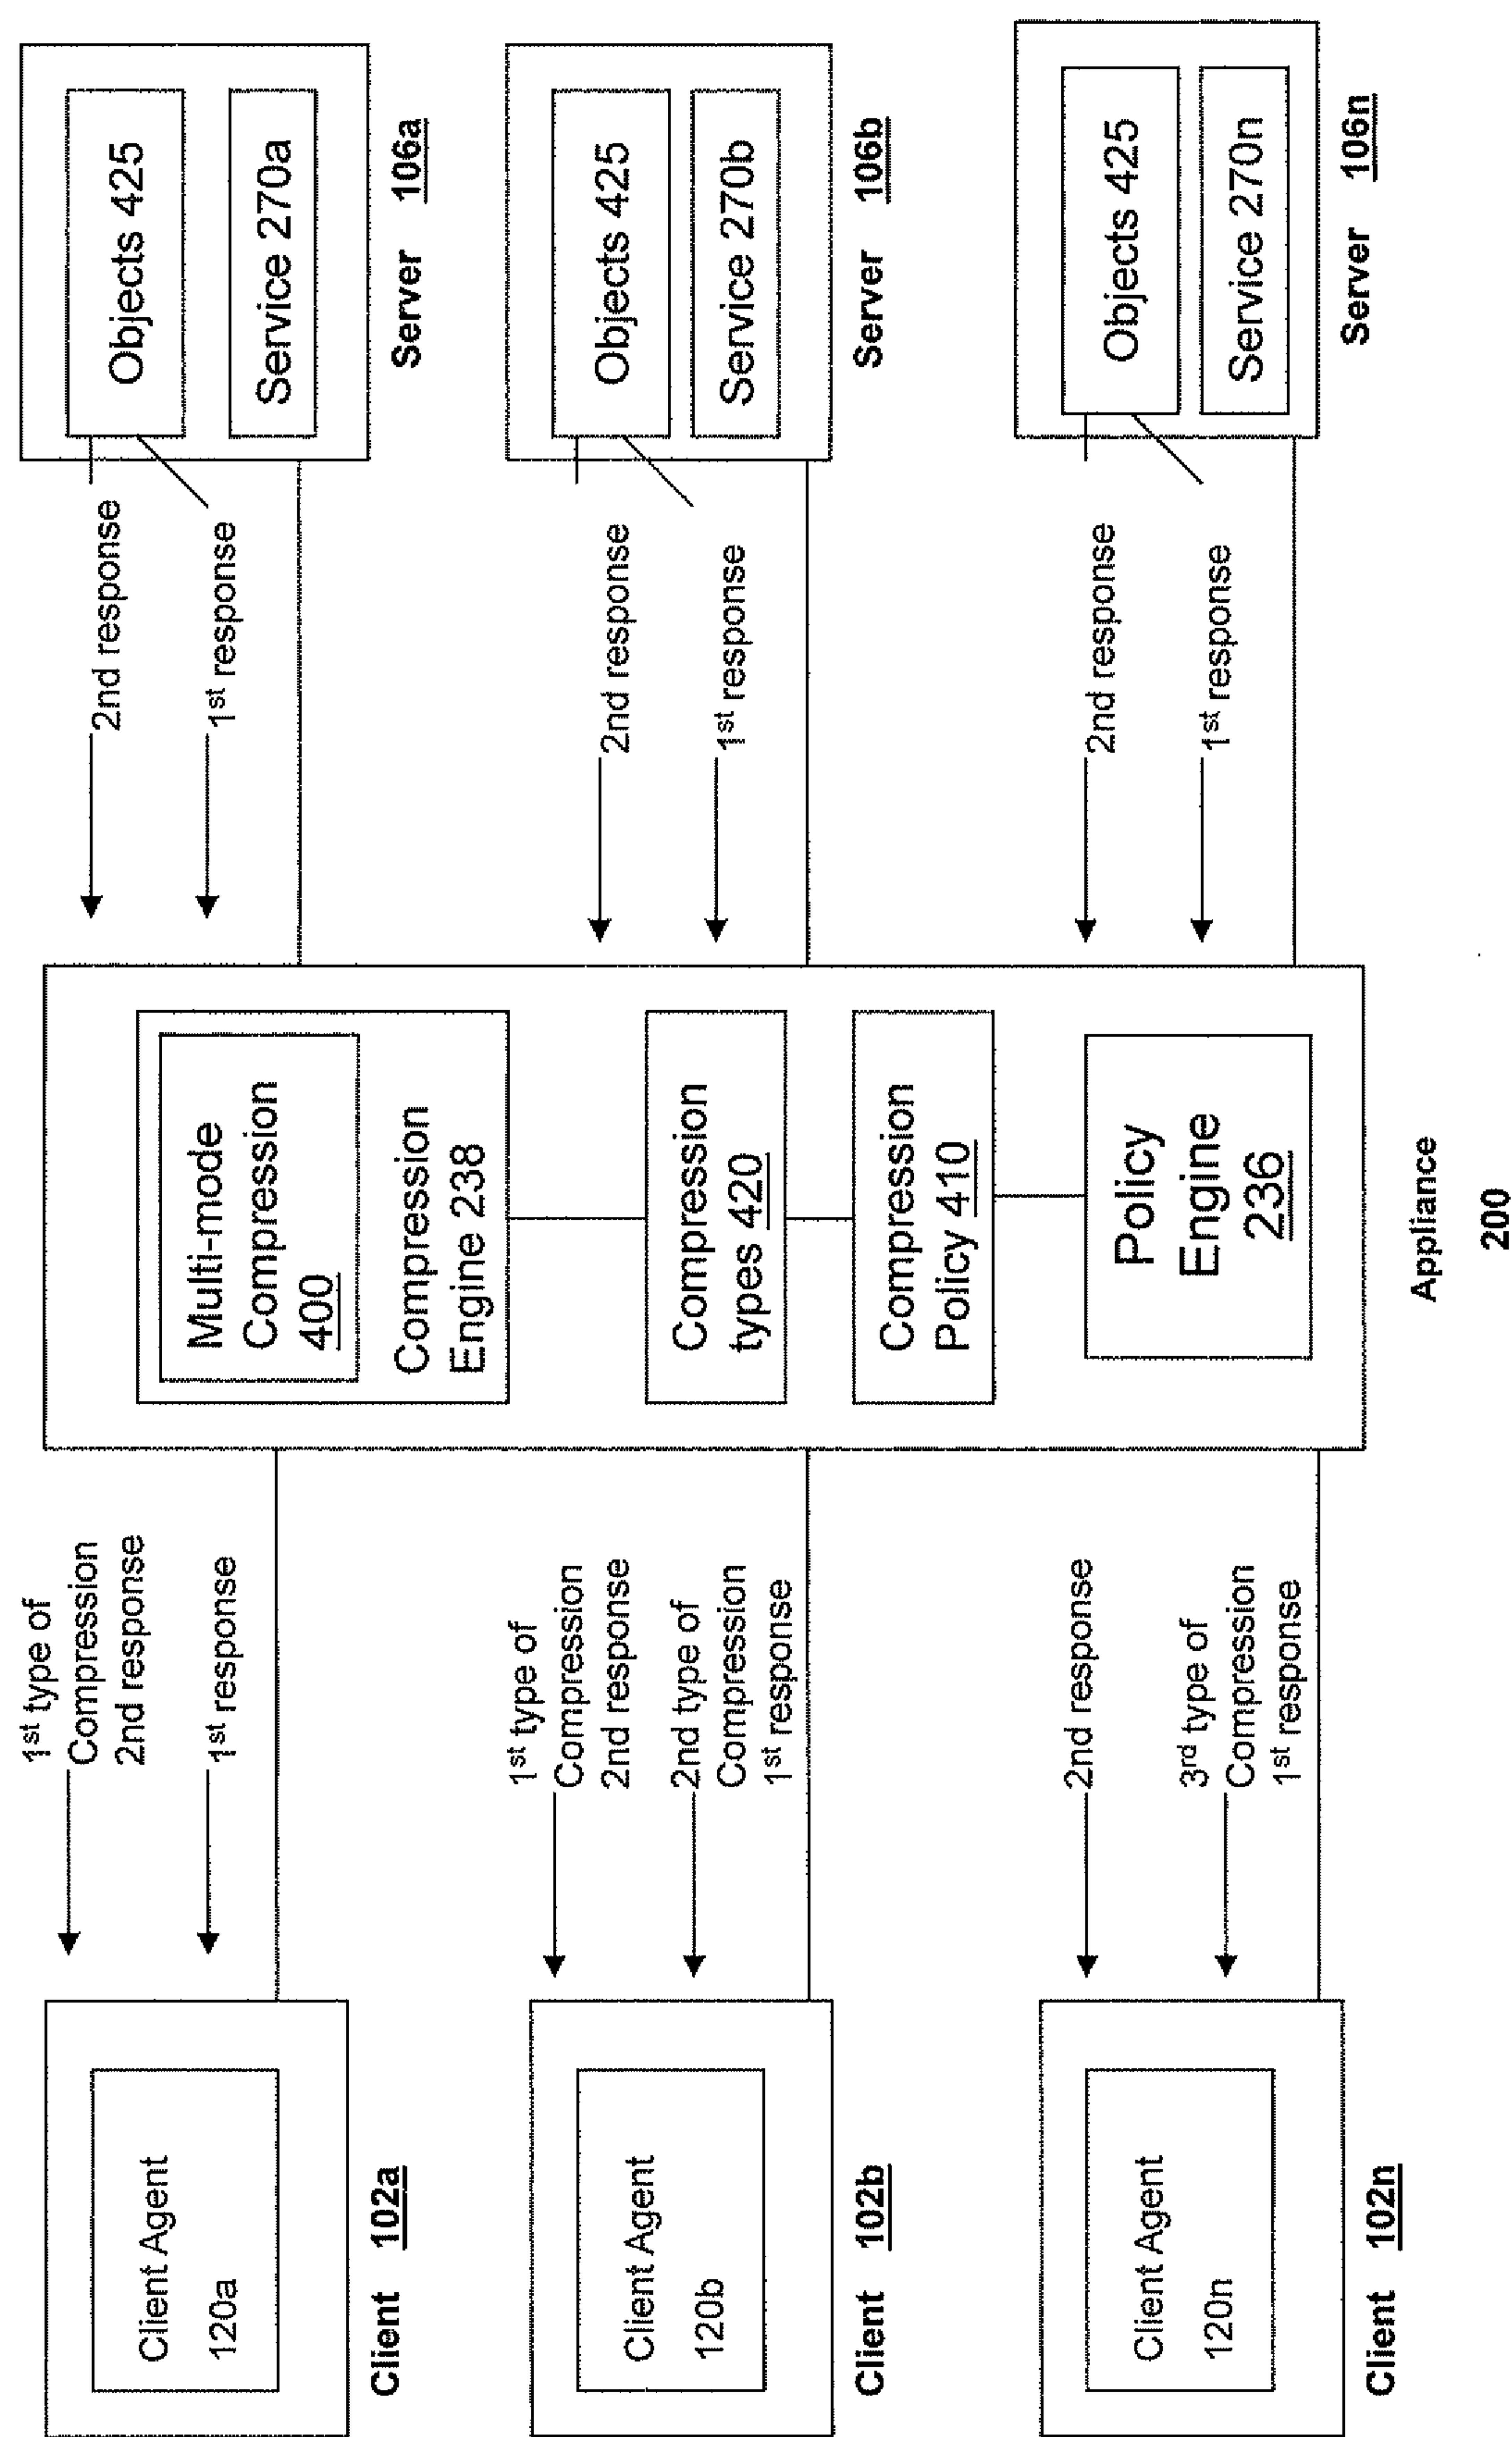 1st type of
Compression
2nd response
1st response
Client Agent
120a
Client 102a
1st type of
Compression
2nd response
2nd type of
Compression
1st response
Client Agent
120b
Client 102b
2nd response
3rd type of
Compression
1st response
Client Agent
120n
Client 102n
Multi-mode
Compression
400
Compression
Engine 238
Compression
types 420
Compression
Policy 410
Policy
Engine
236
Appliance
200
2nd response
1st response
Objects 425
Service 270a
Server 106a
2nd response
1st response
Objects 425
Service 270b
Server 106b
2nd response
1st response
Objects 425
Service 270n
Server 106n